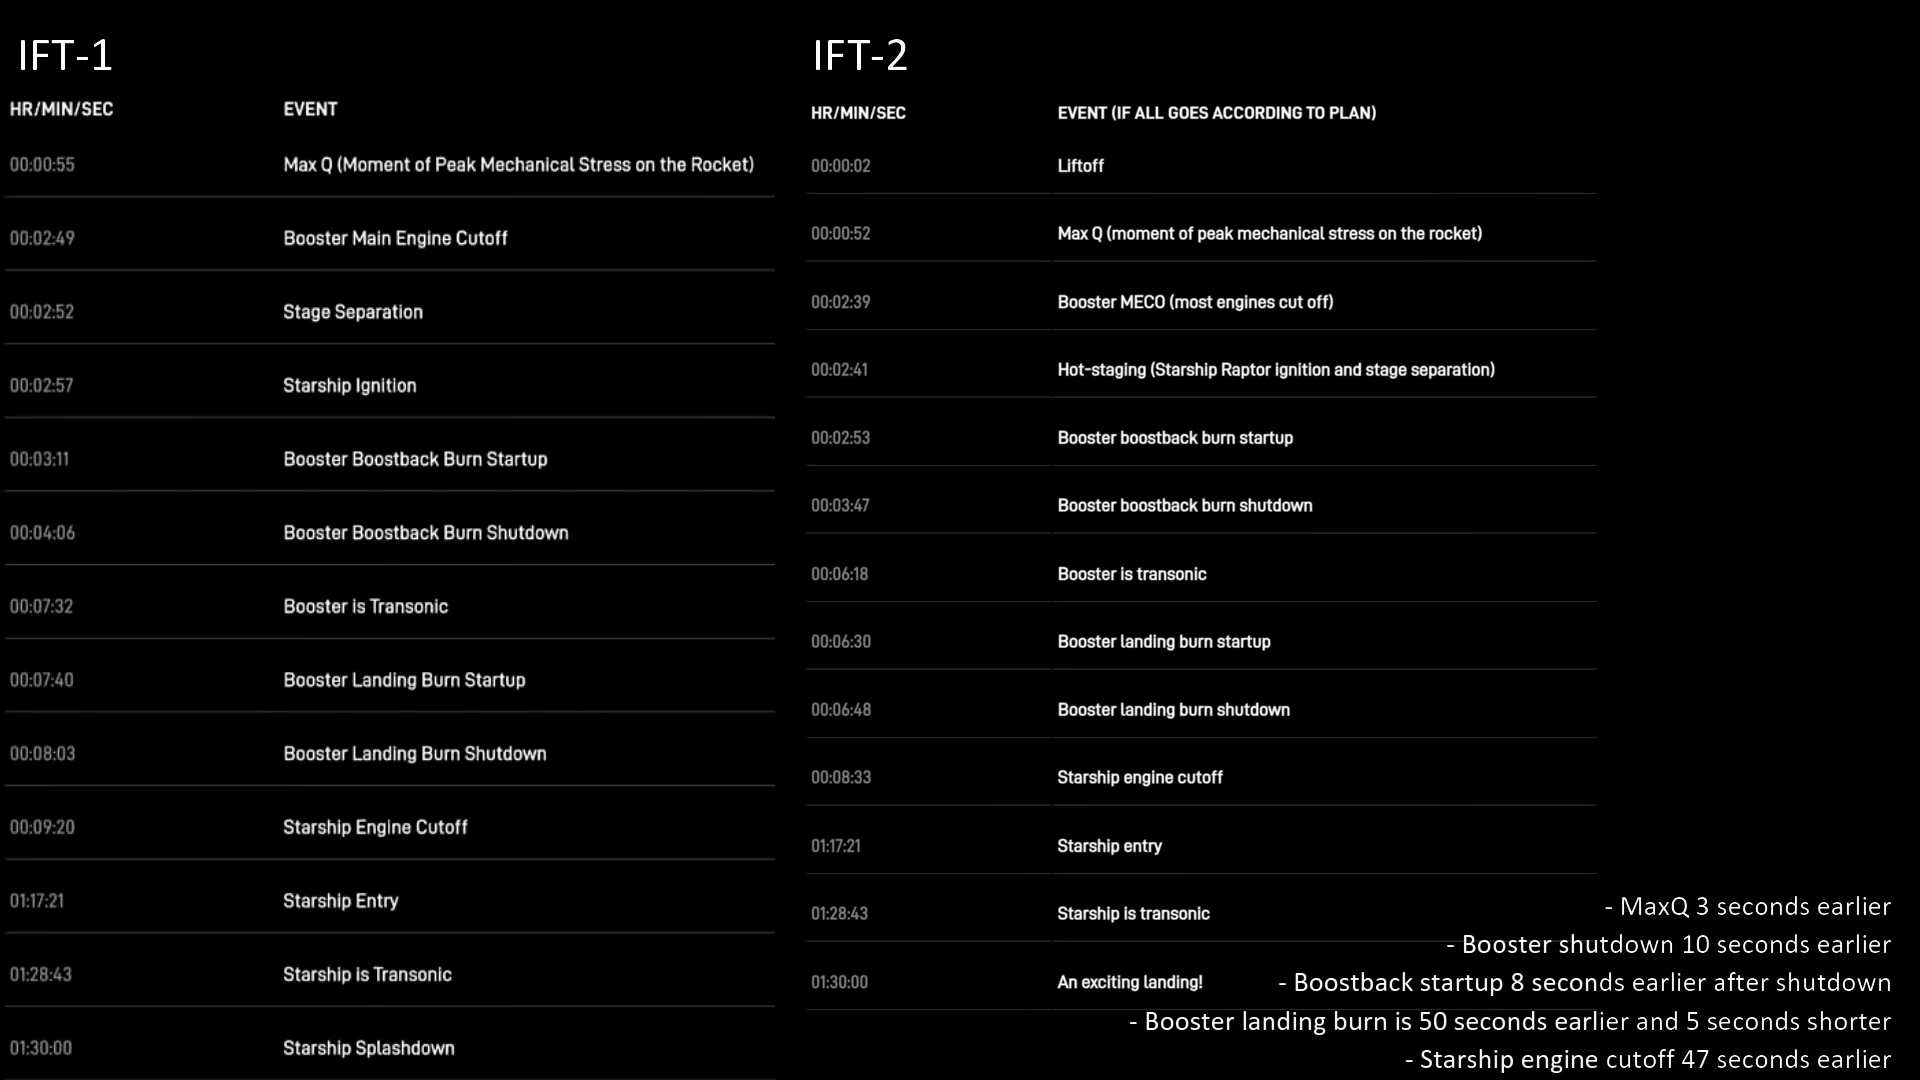 IFT-1
HR/MIN/SEC EVENT
00:00:55 Max Q (Moment of Peak Mechanical Stress on the Rocket)
00:02:49 Booster Main Engine Cutoff
00:02:52 Stage Separation
00:02:57 Starship Ignition
00:03:11 Booster Boostback Burn Startup
00:04:06 Booster Boostback Burn Shutdown
00:07:32 Booster is Transonic
00:07:40 Booster Landing Burn Startup
00:08:03 Booster Landing Burn Shutdown
00:09:20 Starship Engine Cutoff
01:17:21 Starship Entry
01:28:43 Starship is Transonic
01:30:00 Starship Splashdown
IFT-2
HR/MIN/SEC EVENT (IF ALL GOES ACCORDING TO PLAN)
00:00:02 Liftoff
00:00:52 Max Q (moment of peak mechanical stress on the rocket)
00:02:39 Booster MECO (most engines cut off)
00:02:41 Hot-staging (Starship Raptor ignition and stage separation)
00:02:53 Booster boostback burn startup
00:03:47 Booster boostback burn shutdown
00:06:18 Booster is transonic
00:06:30 Booster landing burn startup
00:06:48 Booster landing burn shutdown
00:08:33 Starship engine cutoff
01:17:21 Starship entry
01:28:43 Starship is transonic
01:30:00 An exciting landing!
- MaxQ 3 seconds earlier
- Booster shutdown 10 seconds earlier
- Boostback startup 8 seconds earlier after shutdown
- Booster landing burn is 50 seconds earlier and 5 seconds shorter
- Starship engine cutoff 47 seconds earlier